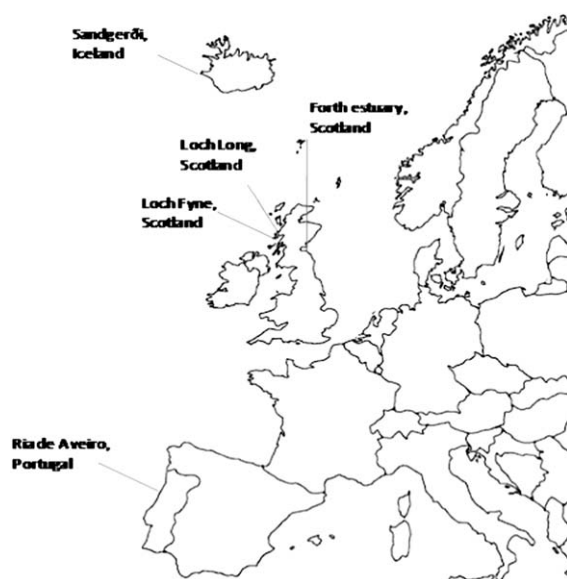 Sandgerði,
Iceland
Forth estuary,
Scotland
Loch Long,
Scotland
Loch Fyne,
Scotland
Ria de Aveiro,
Portugal